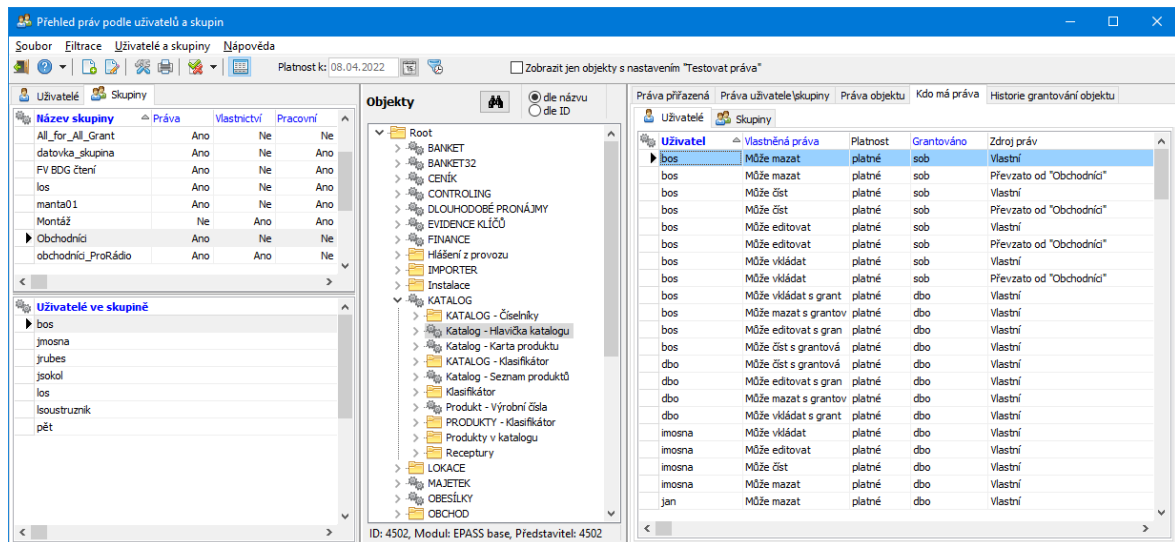 Přehled práv podle uživatelů a skupin
Soubor Filtrace Uživatelé a skupiny Nápověda
Platnost k: 08.04.2022 15 Zobrazit jen objekty s nastavením "Testovat práva"
Uživatelé Skupiny
Název skupiny Práva Vlastnictví Pracovní
All_for_All_Grant Ano Ne Ne
datovka_skupina Ano Ne Ano
FV BDG čtení Ano Ne Ano
los Ano Ne Ano
manta01 Ano Ne Ano
Montáž Ne Ano Ano
Obchodníci Ano Ne Ne
obchodníci_ProRádio Ano Ano Ne
Uživatelé ve skupině
bos
jmosna
jrubes
jsokol
los
lsoustruznik
pět
Objekty
dle názvu
dle ID
Root
BANKET
BANKET32
CENÍK
CONTROLING
DLOUHODOBÉ PRONÁJMY
EVIDENCE KLÍČŮ
FINANCE
Hlášení z provozu
IMPORTER
Instalace
KATALOG
KATALOG - Číselníky
Katalog - Hlavička katalogu
Katalog - Karta produktu
KATALOG - Klasifikátor
Katalog - Seznam produktů
Klasifikátor
Produkt - Výrobní čísla
PRODUKTY - Klasifikátor
Produkty v katalogu
Receptury
LOKACE
MAJETEK
OBESÍLKY
OBCHOD
ID: 4502, Modul: EPASS base, Představitel: 4502
Práva přiřazená Práva uživatele\skupiny Práva objektu Kdo má práva Historie grantování objektu
Uživatelé Skupiny
Uživatel Vlastněná práva Platnost Grantováno Zdroj práv
bos Může mazat platné sob Vlastní
bos Může mazat platné sob Převzato od "Obchodníci"
bos Může číst platné sob Vlastní
bos Může číst platné sob Převzato od "Obchodníci"
bos Může editovat platné sob Vlastní
bos Může editovat platné sob Převzato od "Obchodníci"
bos Může vkládát platné sob Vlastní
bos Může vkládát platné sob Převzato od "Obchodníci"
bos Může vkládát s grant platné dbo Vlastní
bos Může mazat s grantov platné dbo Vlastní
bos Může editovat s gran platné dbo Vlastní
bos Může číst s grantová platné dbo Vlastní
dbo Může číst s grantová platné dbo Vlastní
dbo Může editovat s gran platné dbo Vlastní
dbo Může mazat s grantov platné dbo Vlastní
dbo Může vkládát s grant platné dbo Vlastní
imosna Může vkládát platné dbo Vlastní
imosna Může editovat platné dbo Vlastní
imosna Může číst platné dbo Vlastní
imosna Může mazat platné dbo Vlastní
jan Může mazat platné dbo Vlastní